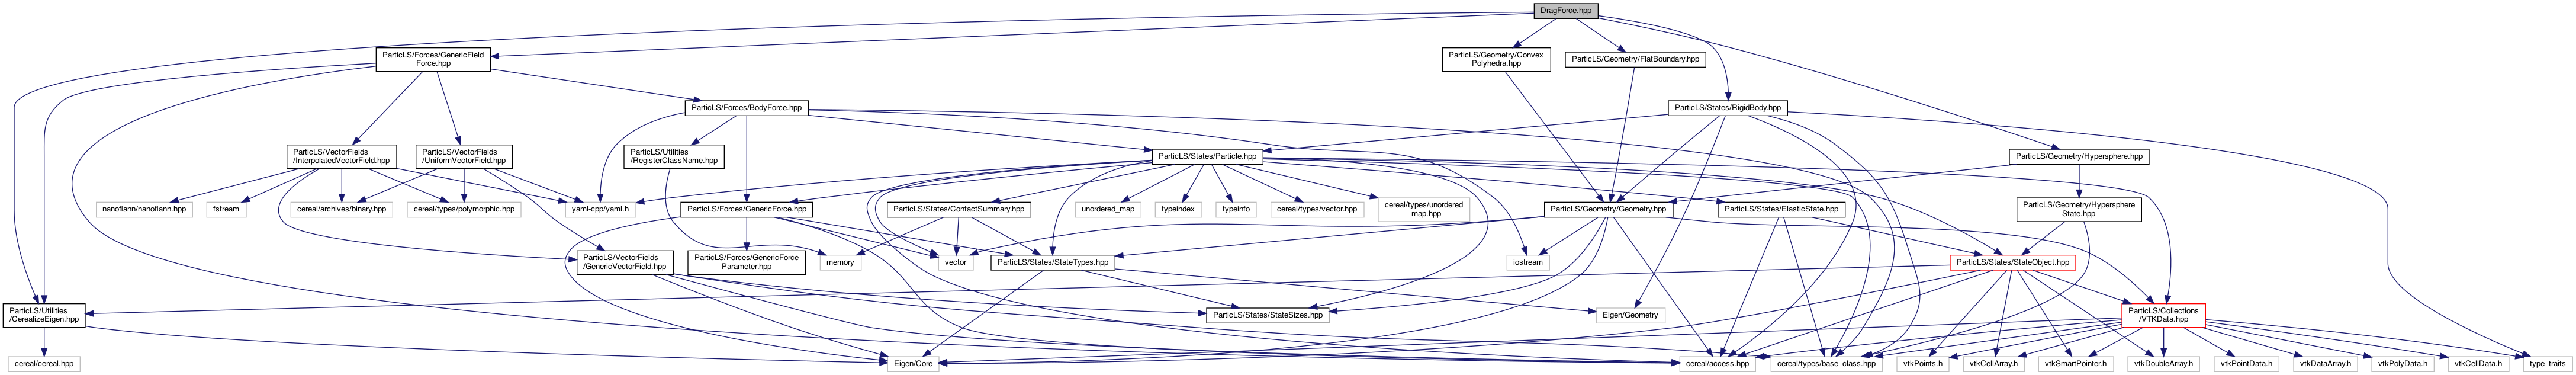 DragForce.hpp
ParticLS/Forces/GenericField
Force.hpp
ParticLS/Geometry/Convex
Polyhedra.hpp
ParticLS/Geometry/FlatBoundary.hpp
ParticLS/Forces/BodyForce.hpp
ParticLS/States/RigidBody.hpp
ParticLS/VectorFields
/InterpolatedVectorField.hpp
ParticLS/VectorFields
/UniformVectorField.hpp
ParticLS/Utilities
/RegisterClassName.hpp
ParticLS/States/Particle.hpp
ParticLS/Geometry/Hypersphere.hpp
nanoflann/nanoflann.hpp
fstream
cereal/archives/binary.hpp
cereal/types/polymorphic.hpp
yaml-cpp/yaml.h
ParticLS/Forces/GenericForce.hpp
ParticLS/States/ContactSummary.hpp
unordered_map
typeindex
typeinfo
cereal/types/vector.hpp
cereal/types/unordered
_map.hpp
ParticLS/Geometry/Geometry.hpp
ParticLS/States/ElasticState.hpp
ParticLS/Geometry/Hypersphere
State.hpp
ParticLS/VectorFields
/GenericVectorField.hpp
ParticLS/Forces/GenericForce
Parameter.hpp
memory
vector
ParticLS/States/StateTypes.hpp
iostream
ParticLS/States/StateObject.hpp
ParticLS/Utilities
/CerealizeEigen.hpp
ParticLS/States/StateSizes.hpp
Eigen/Geometry
ParticLS/Collections
/VTKData.hpp
cereal/cereal.hpp
Eigen/Core
cereal/access.hpp
cereal/types/base_class.hpp
vtkPoints.h
vtkCellArray.h
vtkSmartPointer.h
vtkDoubleArray.h
vtkPointData.h
vtkDataArray.h
vtkPolyData.h
vtkCellData.h
type_traits